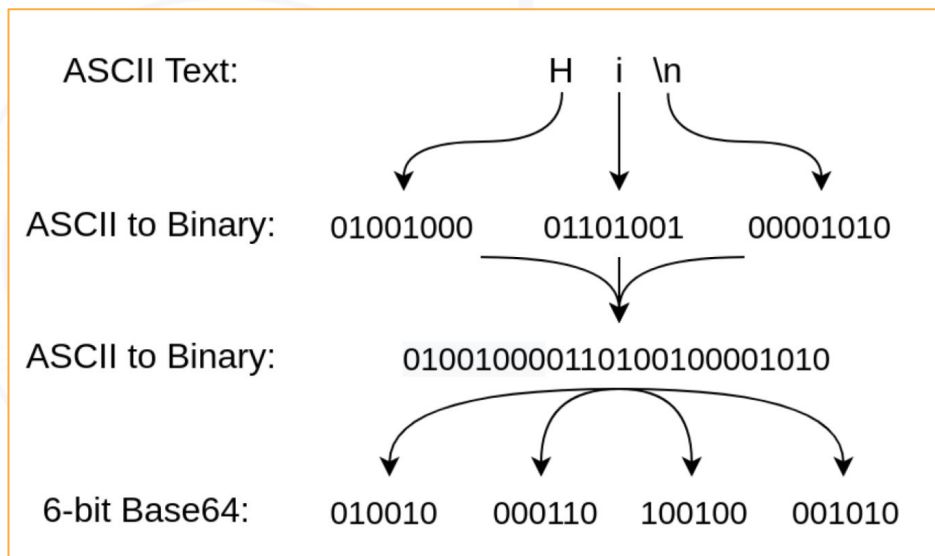 ASCII Text: H i \n
ASCII to Binary: 01001000 01101001 00001010
ASCII to Binary: 010010000110100100001010
6-bit Base64: 010010 000110 100100 001010